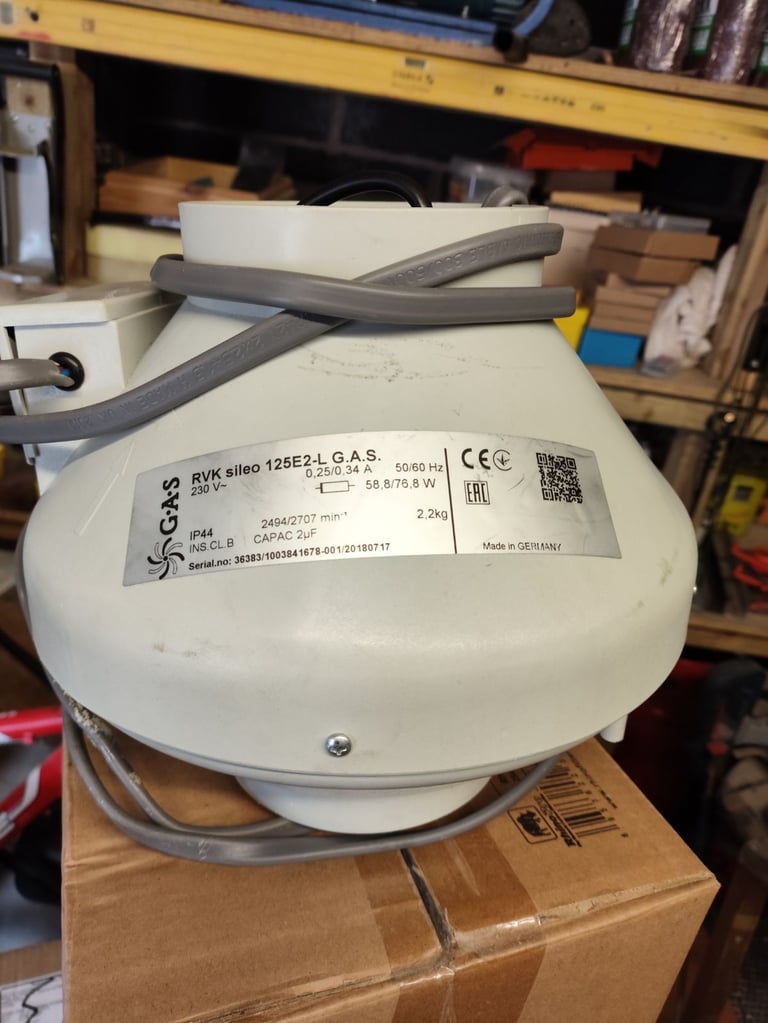 G·A·S
RVK sileo 125E2-L G.A.S.
230 V~ 0,25/0,34 A 50/60 Hz
58,8/76,8 W
IP44 2494/2707 min⁻¹ 2,2kg
INS.CL.B CAPAC 2µF
Serial.no: 36383/1003841678-001/20180717
CE
EAC
Made in GERMANY